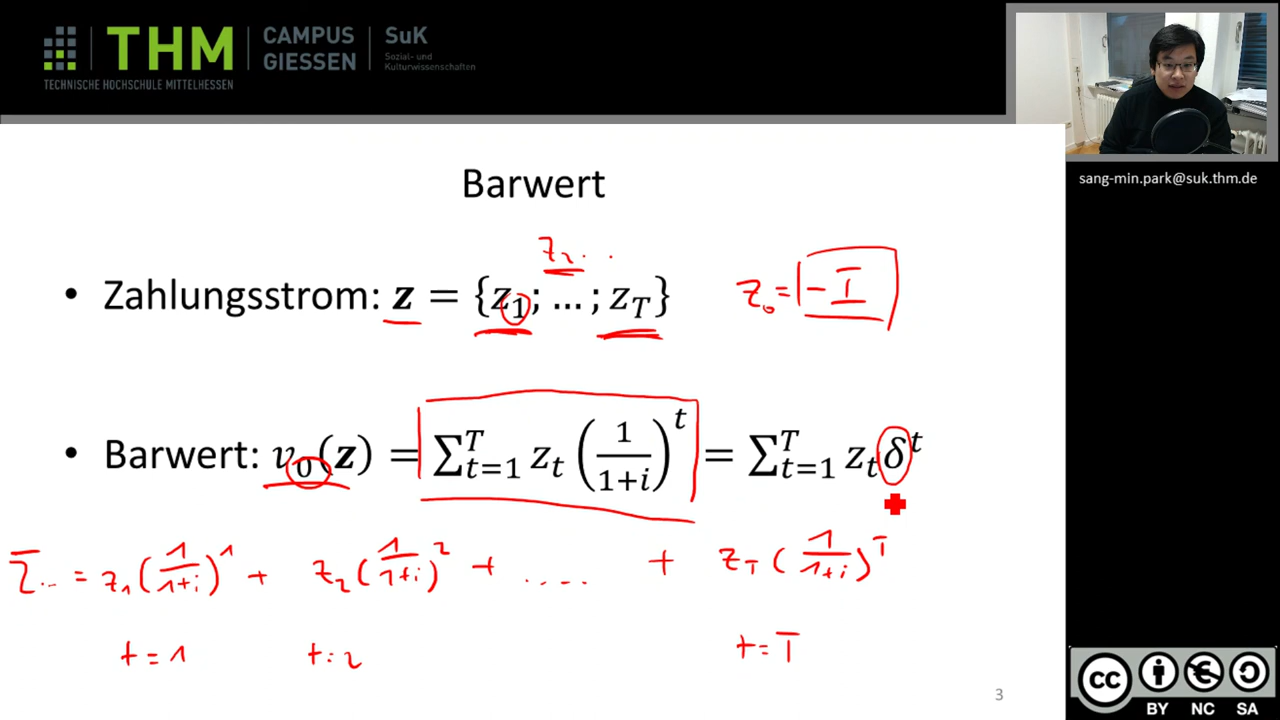 THM
CAMPUS
GIESSEN
SuK
Sozial- und
Kulturwissenschaften
TECHNISCHE HOCHSCHULE MITTELHESSEN
sang-min.park@suk.thm.de
Barwert
z₂ . . .
• Zahlungsstrom: z = {z₁; … ; z_T}
z₀ = -I
• Barwert: v₀(z) = ∑_{t=1}^{T} z_t (1/(1+i))^t = ∑_{t=1}^{T} z_t δ^t
∑... = z₁ (1/(1+i))^1 + z₂ (1/(1+i))^2 + ..... + z_T (1/(1+i))^T
t = 1 t = 2 t = T
3
cc
BY NC SA